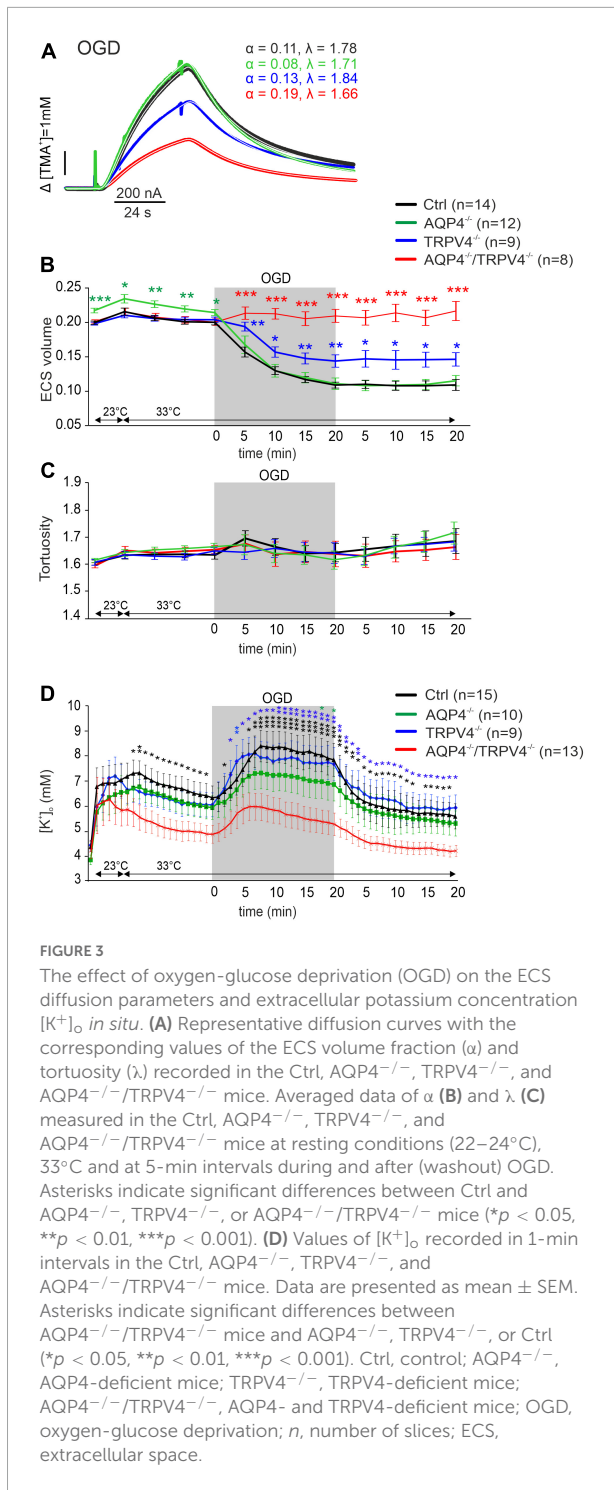 A OGD
α = 0.11, λ = 1.78
α = 0.08, λ = 1.71
α = 0.13, λ = 1.84
α = 0.19, λ = 1.66
Δ [TMA⁺]=1mM
200 nA
24 s
Ctrl (n=14)
AQP4⁻/⁻ (n=12)
TRPV4⁻/⁻ (n=9)
AQP4⁻/⁻/TRPV4⁻/⁻ (n=8)
B
OGD
*** * ** ** * *** *** *** *** *** *** *** ***
** * ** ** * * * *
ECS volume
0.25
0.20
0.15
0.10
0.05
23°C 33°C
0 5 10 15 20 5 10 15 20
time (min)
C
OGD
Tortuosity
1.9
1.8
1.7
1.6
1.5
1.4
23°C 33°C
0 5 10 15 20 5 10 15 20
time (min)
D
OGD
Ctrl (n=15)
AQP4⁻/⁻ (n=10)
TRPV4⁻/⁻ (n=9)
AQP4⁻/⁻/TRPV4⁻/⁻ (n=13)
[K⁺]ₒ (mM)
10
9
8
7
6
5
4
3
23°C 33°C
0 5 10 15 20 5 10 15 20
time (min)
FIGURE 3
The effect of oxygen-glucose deprivation (OGD) on the ECS
diffusion parameters and extracellular potassium concentration
[K⁺]ₒ in situ. (A) Representative diffusion curves with the
corresponding values of the ECS volume fraction (α) and
tortuosity (λ) recorded in the Ctrl, AQP4⁻/⁻, TRPV4⁻/⁻, and
AQP4⁻/⁻/TRPV4⁻/⁻ mice. Averaged data of α (B) and λ (C)
measured in the Ctrl, AQP4⁻/⁻, TRPV4⁻/⁻, and
AQP4⁻/⁻/TRPV4⁻/⁻ mice at resting conditions (22–24°C),
33°C and at 5-min intervals during and after (washout) OGD.
Asterisks indicate significant differences between Ctrl and
AQP4⁻/⁻, TRPV4⁻/⁻, or AQP4⁻/⁻/TRPV4⁻/⁻ mice (*p < 0.05,
**p < 0.01, ***p < 0.001). (D) Values of [K⁺]ₒ recorded in 1-min
intervals in the Ctrl, AQP4⁻/⁻, TRPV4⁻/⁻, and
AQP4⁻/⁻/TRPV4⁻/⁻ mice. Data are presented as mean ± SEM.
Asterisks indicate significant differences between
AQP4⁻/⁻/TRPV4⁻/⁻ mice and AQP4⁻/⁻, TRPV4⁻/⁻, or Ctrl
(*p < 0.05, **p < 0.01, ***p < 0.001). Ctrl, control; AQP4⁻/⁻,
AQP4-deficient mice; TRPV4⁻/⁻, TRPV4-deficient mice;
AQP4⁻/⁻/TRPV4⁻/⁻, AQP4- and TRPV4-deficient mice; OGD,
oxygen-glucose deprivation; n, number of slices; ECS,
extracellular space.